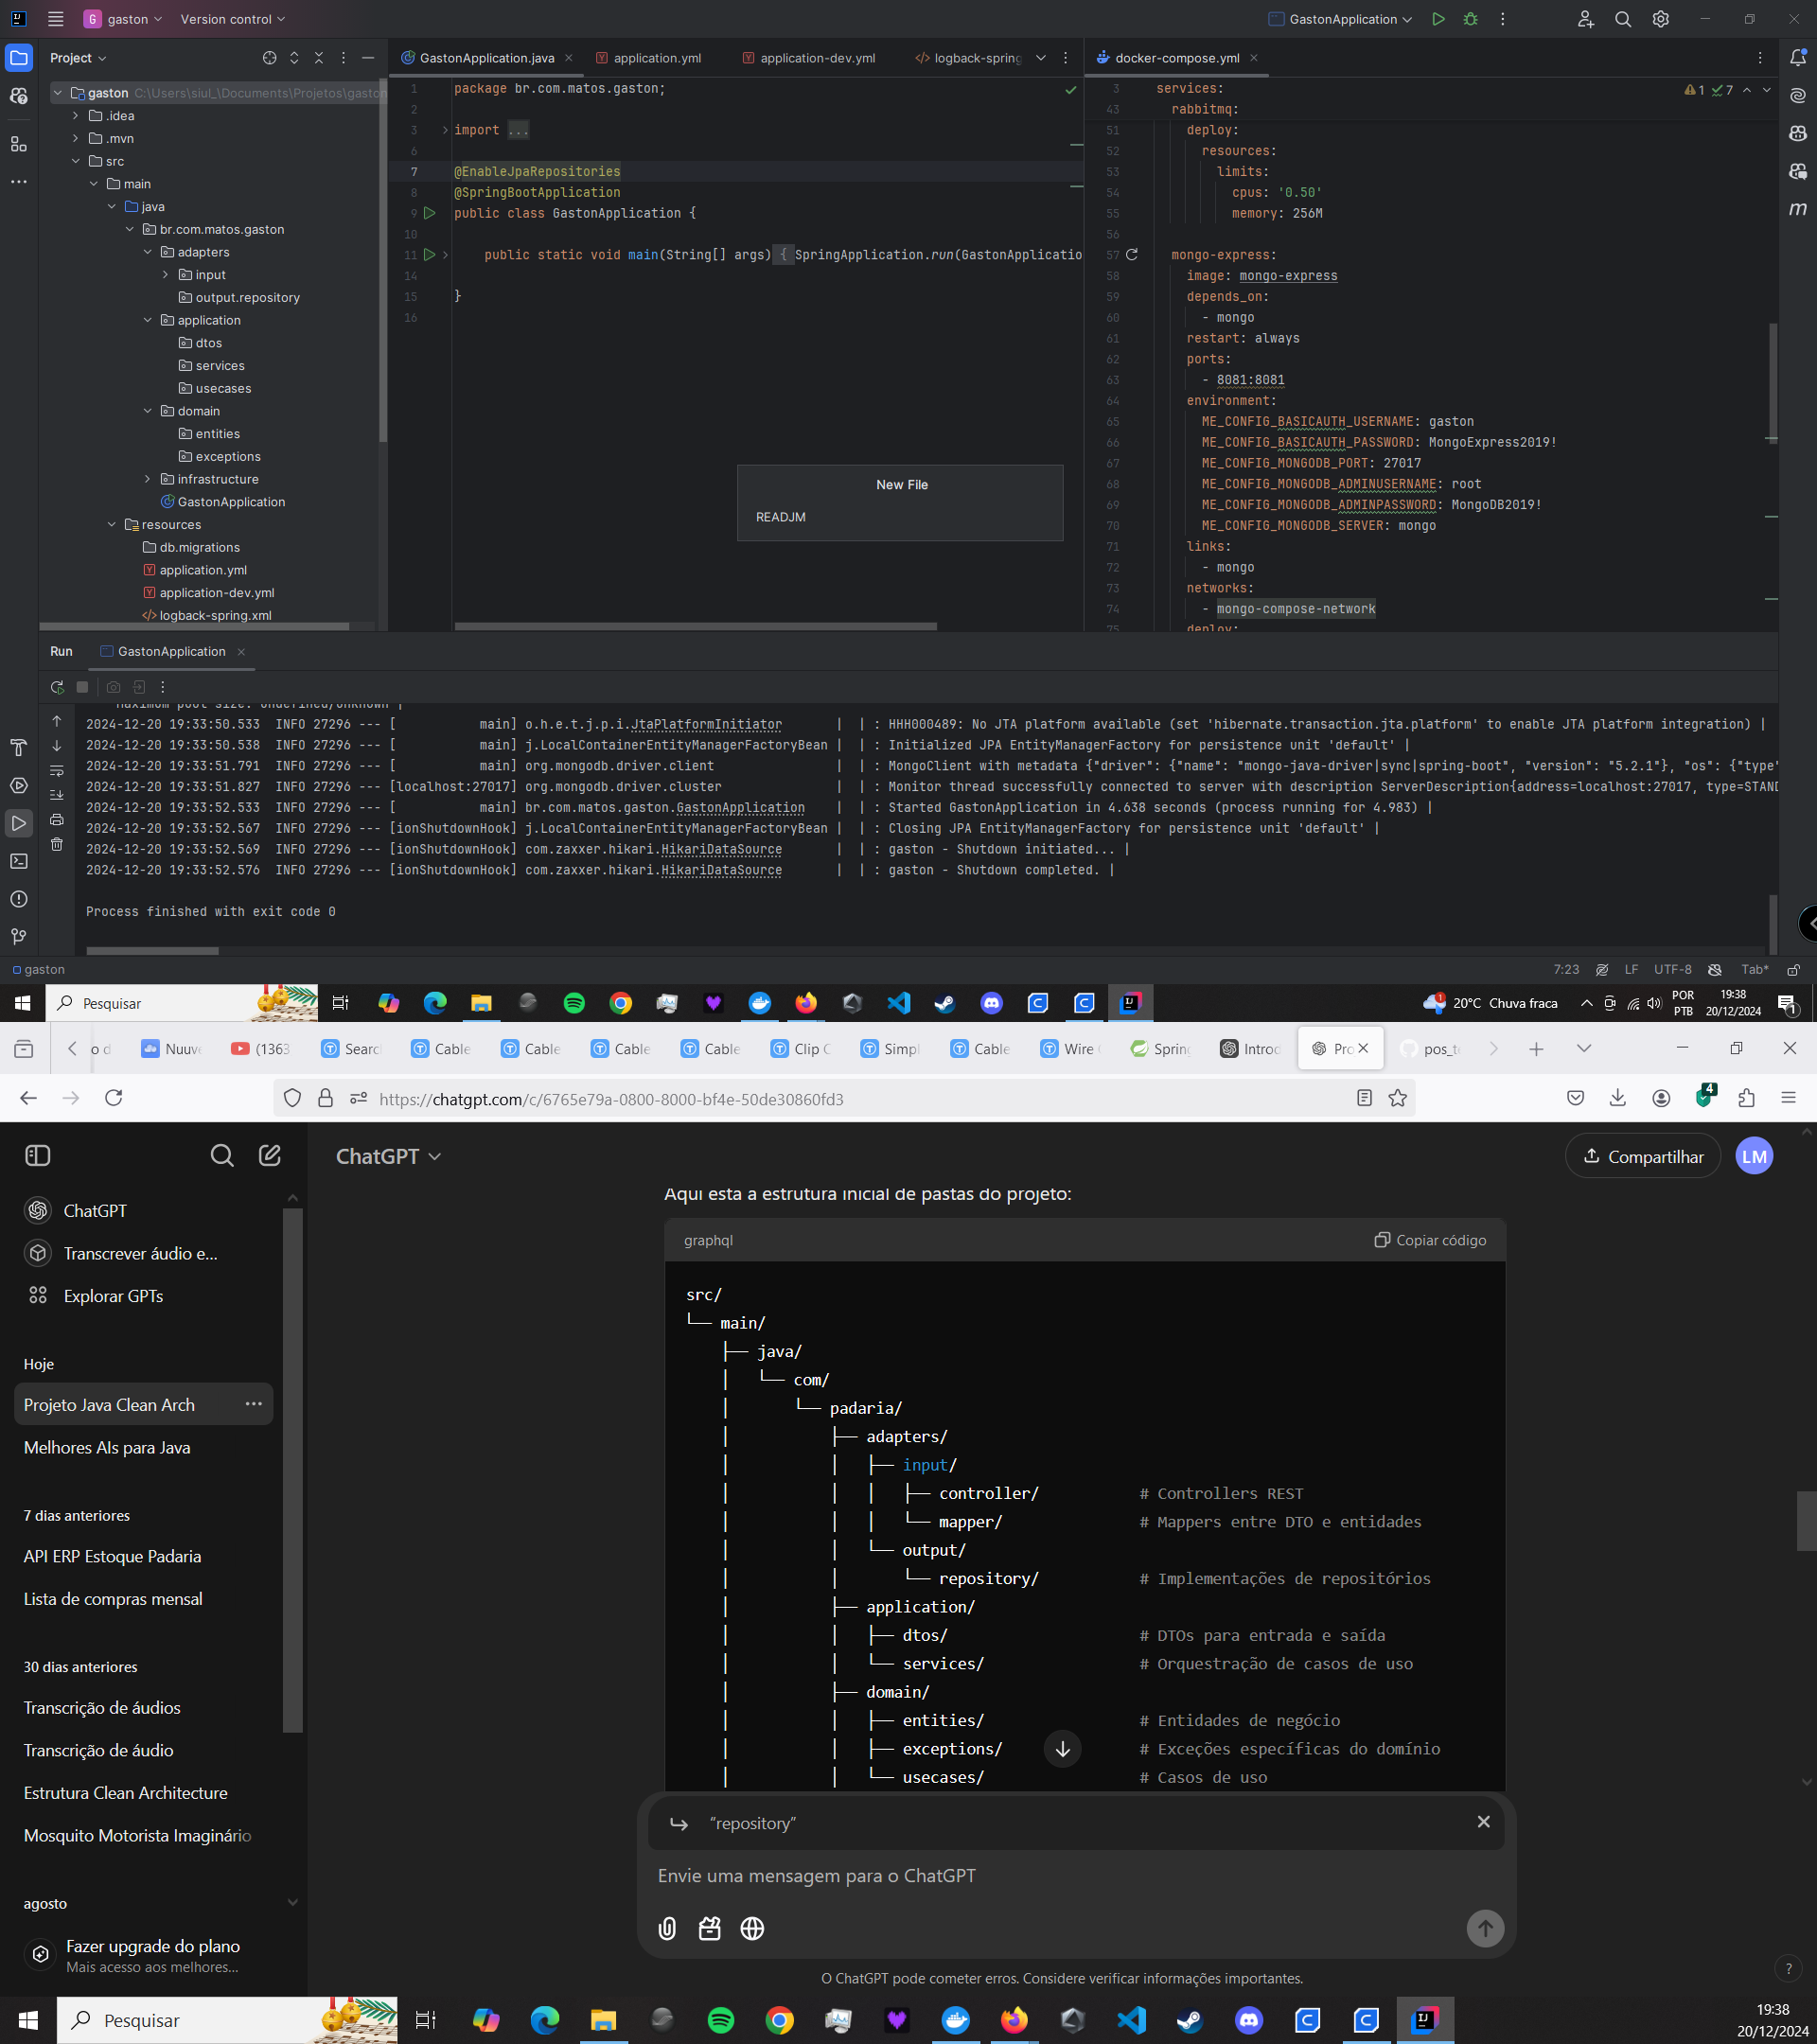 gaston
Version control
GastonApplication
Project
gaston C:\Users\siul_\Documents\Projetos\gaston
.idea
.mvn
src
main
java
br.com.matos.gaston
adapters
input
output.repository
application
dtos
services
usecases
domain
entities
exceptions
infrastructure
GastonApplication
resources
db.migrations
application.yml
application-dev.yml
logback-spring.xml
GastonApplication.java
application.yml
application-dev.yml
logback-spring
1 package br.com.matos.gaston;
2
3 import ...
6
7 @EnableJpaRepositories
8 @SpringBootApplication
9 public class GastonApplication {
10
11 public static void main(String[] args) { SpringApplication.run(GastonApplicatio
14
15 }
16
New File
READJM
docker-compose.yml
1 7
3 services:
43 rabbitmq:
51 deploy:
52 resources:
53 limits:
54 cpus: '0.50'
55 memory: 256M
56
57 mongo-express:
58 image: mongo-express
59 depends_on:
60 - mongo
61 restart: always
62 ports:
63 - 8081:8081
64 environment:
65 ME_CONFIG_BASICAUTH_USERNAME: gaston
66 ME_CONFIG_BASICAUTH_PASSWORD: MongoExpress2019!
67 ME_CONFIG_MONGODB_PORT: 27017
68 ME_CONFIG_MONGODB_ADMINUSERNAME: root
69 ME_CONFIG_MONGODB_ADMINPASSWORD: MongoDB2019!
70 ME_CONFIG_MONGODB_SERVER: mongo
71 links:
72 - mongo
73 networks:
74 - mongo-compose-network
75 deploy:
Run GastonApplication
maximum pool size: undefined/unknown |
2024-12-20 19:33:50.533 INFO 27296 --- [ main] o.h.e.t.j.p.i.JtaPlatformInitiator | | : HHH000489: No JTA platform available (set 'hibernate.transaction.jta.platform' to enable JTA platform integration) |
2024-12-20 19:33:50.538 INFO 27296 --- [ main] j.LocalContainerEntityManagerFactoryBean | | : Initialized JPA EntityManagerFactory for persistence unit 'default' |
2024-12-20 19:33:51.791 INFO 27296 --- [ main] org.mongodb.driver.client | | : MongoClient with metadata {"driver": {"name": "mongo-java-driver|sync|spring-boot", "version": "5.2.1"}, "os": {"type"
2024-12-20 19:33:51.827 INFO 27296 --- [localhost:27017] org.mongodb.driver.cluster | | : Monitor thread successfully connected to server with description ServerDescription{address=localhost:27017, type=STAND
2024-12-20 19:33:52.533 INFO 27296 --- [ main] br.com.matos.gaston.GastonApplication | | : Started GastonApplication in 4.638 seconds (process running for 4.983) |
2024-12-20 19:33:52.567 INFO 27296 --- [ionShutdownHook] j.LocalContainerEntityManagerFactoryBean | | : Closing JPA EntityManagerFactory for persistence unit 'default' |
2024-12-20 19:33:52.569 INFO 27296 --- [ionShutdownHook] com.zaxxer.hikari.HikariDataSource | | : gaston - Shutdown initiated... |
2024-12-20 19:33:52.576 INFO 27296 --- [ionShutdownHook] com.zaxxer.hikari.HikariDataSource | | : gaston - Shutdown completed. |
Process finished with exit code 0
gaston
7:23 LF UTF-8 Tab*
Pesquisar
20°C Chuva fraca
POR
PTB
19:38
20/12/2024
1
o d
Nuuv
(1363
Searc
Cable
Cable
Cable
Cable
Clip C
Simpl
Cable
Wire
Spring
Introd
Pro
pos_te
https://chatgpt.com/c/6765e79a-0800-8000-bf4e-50de30860fd3
4
ChatGPT
Transcrever áudio e...
Explorar GPTs
Hoje
Projeto Java Clean Arch
Melhores AIs para Java
7 dias anteriores
API ERP Estoque Padaria
Lista de compras mensal
30 dias anteriores
Transcrição de áudios
Transcrição de áudio
Estrutura Clean Architecture
Mosquito Motorista Imaginário
agosto
Fazer upgrade do plano
Mais acesso aos melhores...
ChatGPT
Compartilhar
LM
Aqui está a estrutura inicial de pastas do projeto:
graphql
Copiar código
src/
└── main/
├── java/
│ └── com/
│ └── padaria/
│ ├── adapters/
│ │ ├── input/
│ │ │ ├── controller/ # Controllers REST
│ │ │ └── mapper/ # Mappers entre DTO e entidades
│ │ └── output/
│ │ └── repository/ # Implementações de repositórios
│ ├── application/
│ │ ├── dtos/ # DTOs para entrada e saída
│ │ └── services/ # Orquestração de casos de uso
│ ├── domain/
│ │ ├── entities/ # Entidades de negócio
│ │ ├── exceptions/ # Exceções específicas do domínio
│ │ └── usecases/ # Casos de uso
“repository”
Envie uma mensagem para o ChatGPT
O ChatGPT pode cometer erros. Considere verificar informações importantes.
?
Pesquisar
19:38
20/12/2024